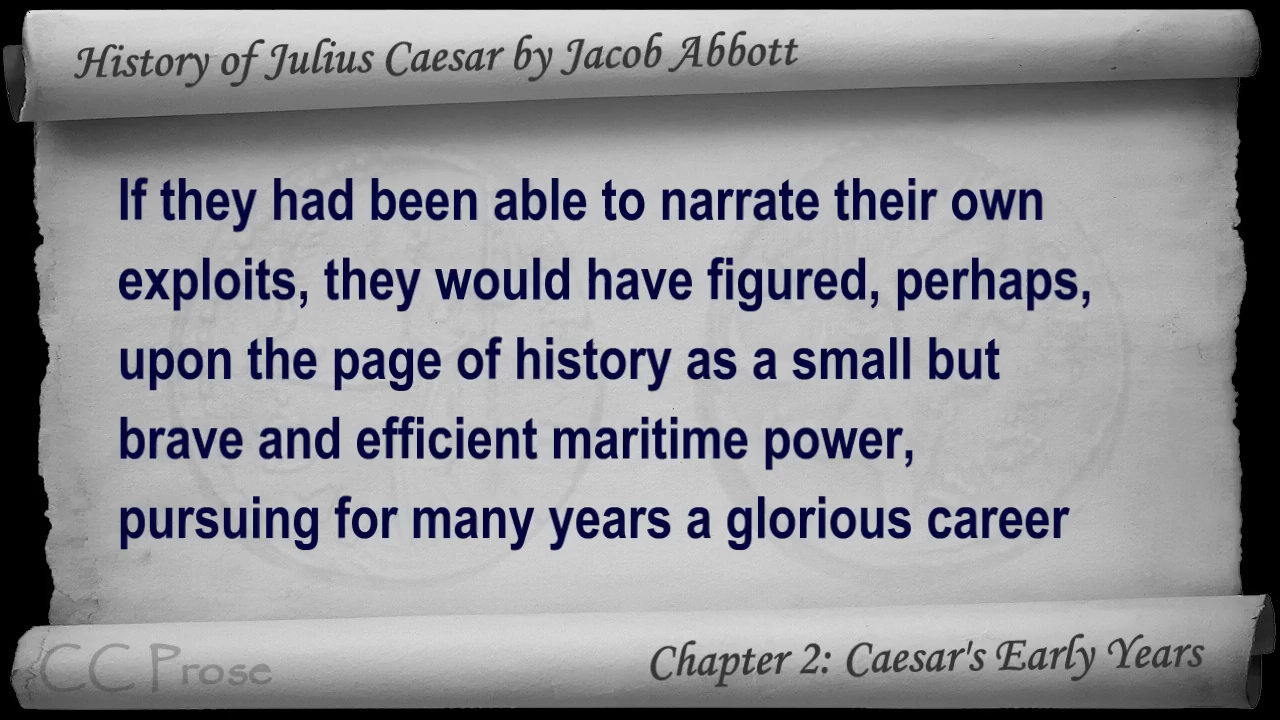 History of Julius Caesar by Jacob Abbott
If they had been able to narrate their own
exploits, they would have figured, perhaps,
upon the page of history as a small but
brave and efficient maritime power,
pursuing for many years a glorious career
CC Prose
Chapter 2: Caesar's Early Years